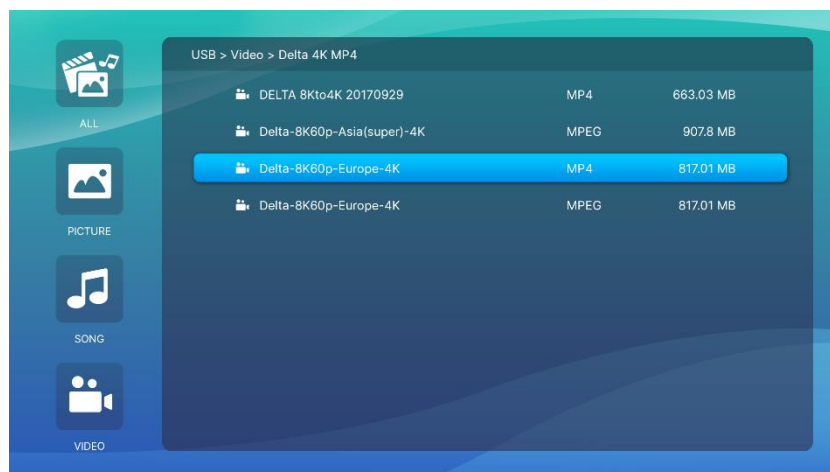 USB > Video > Delta 4K MP4
DELTA 8Kto4K 20170929 MP4 663.03 MB
Delta-8K60p-Asia(super)-4K MPEG 907.8 MB
Delta-8K60p-Europe-4K MP4 817.01 MB
Delta-8K60p-Europe-4K MPEG 817.01 MB
ALL
PICTURE
SONG
VIDEO